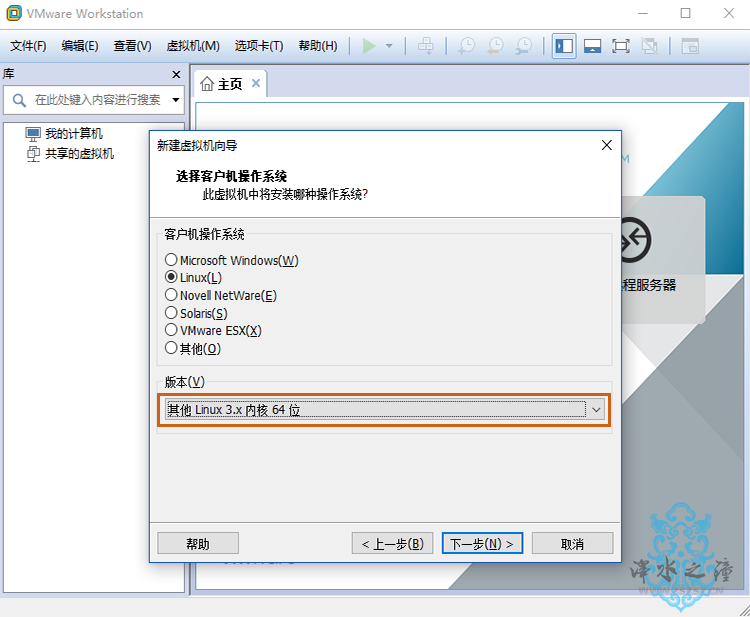 VMware Workstation
文件(F) 编辑(E) 查看(V) 虚拟机(M) 选项卡(T) 帮助(H)
库
主页
在此处键入内容进行搜索
我的计算机
共享的虚拟机
新建虚拟机向导
选择客户机操作系统
此虚拟机中将安装哪种操作系统?
客户机操作系统
Microsoft Windows(W)
Linux(L)
Novell NetWare(E)
Solaris(S)
VMware ESX(X)
其他(O)
程服务器
版本(V)
其他 Linux 3.x 内核 64 位
帮助
< 上一步(B)
下一步(N) >
取消
泽水之瞳